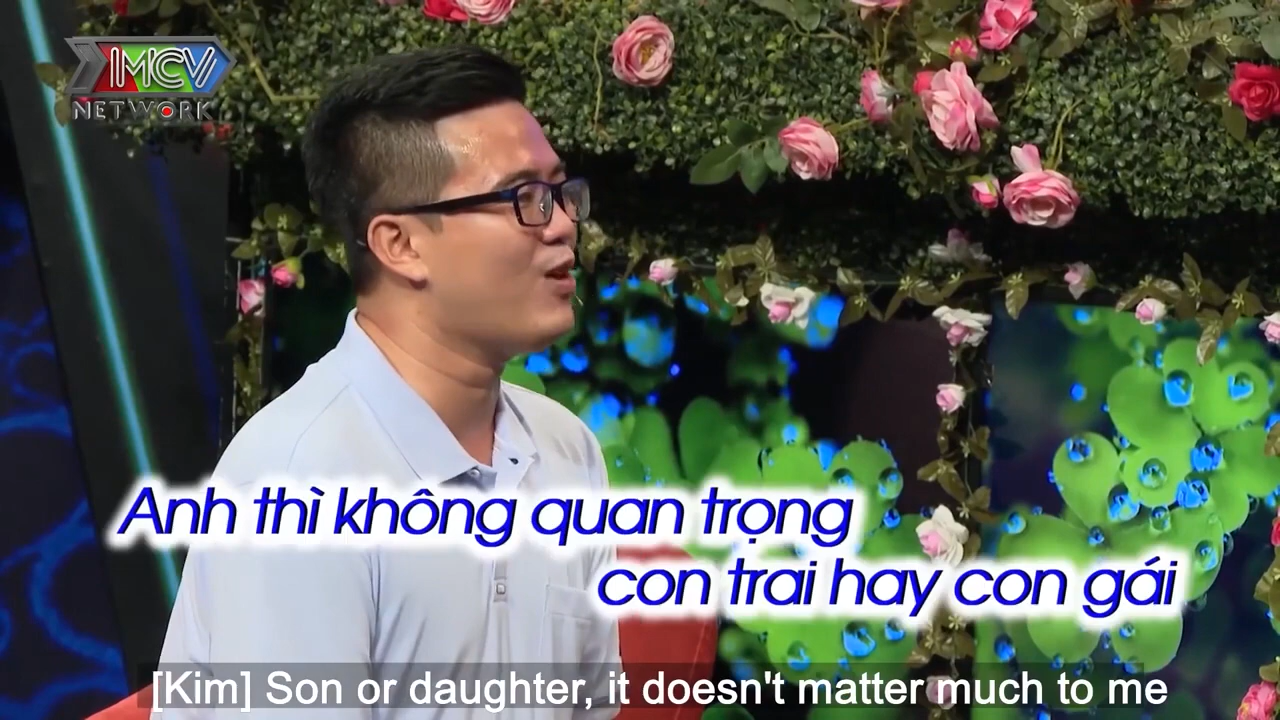 MCV
NETWORK
Anh thì không quan trọng
con trai hay con gái
[Kim] Son or daughter, it doesn't matter much to me